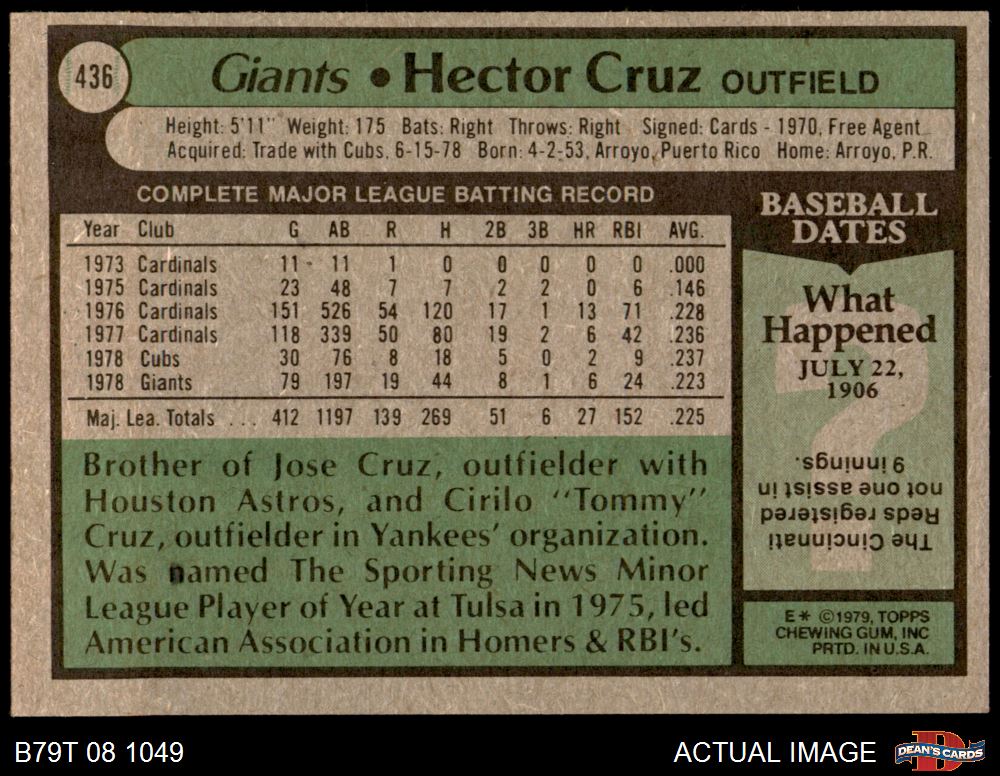 436
Giants • Hector Cruz OUTFIELD
Height: 5'11" Weight: 175 Bats: Right Throws: Right Signed: Cards - 1970, Free Agent
Acquired: Trade with Cubs, 6-15-78 Born: 4-2-53, Arroyo, Puerto Rico Home: Arroyo, P.R.
COMPLETE MAJOR LEAGUE BATTING RECORD
Year Club G AB R H 2B 3B HR RBI AVG.
1973 Cardinals 11 11 1 0 0 0 0 0 .000
1975 Cardinals 23 48 7 7 2 2 0 6 .146
1976 Cardinals 151 526 54 120 17 1 13 71 .228
1977 Cardinals 118 339 50 80 19 2 6 42 .236
1978 Cubs 30 76 8 18 5 0 2 9 .237
1978 Giants 79 197 19 44 8 1 6 24 .223
Maj. Lea. Totals ... 412 1197 139 269 51 6 27 152 .225
Brother of Jose Cruz, outfielder with
Houston Astros, and Cirilo "Tommy"
Cruz, outfielder in Yankees' organization.
Was named The Sporting News Minor
League Player of Year at Tulsa in 1975, led
American Association in Homers & RBI's.
BASEBALL
DATES
What
Happened
JULY 22,
1906
?
The Cincinnati
Reds registered
not one assist in
9 innings.
E* ©1979, TOPPS
CHEWING GUM, INC
PRTD. IN U.S.A.
B79T 08 1049
ACTUAL IMAGE
DEAN'S CARDS